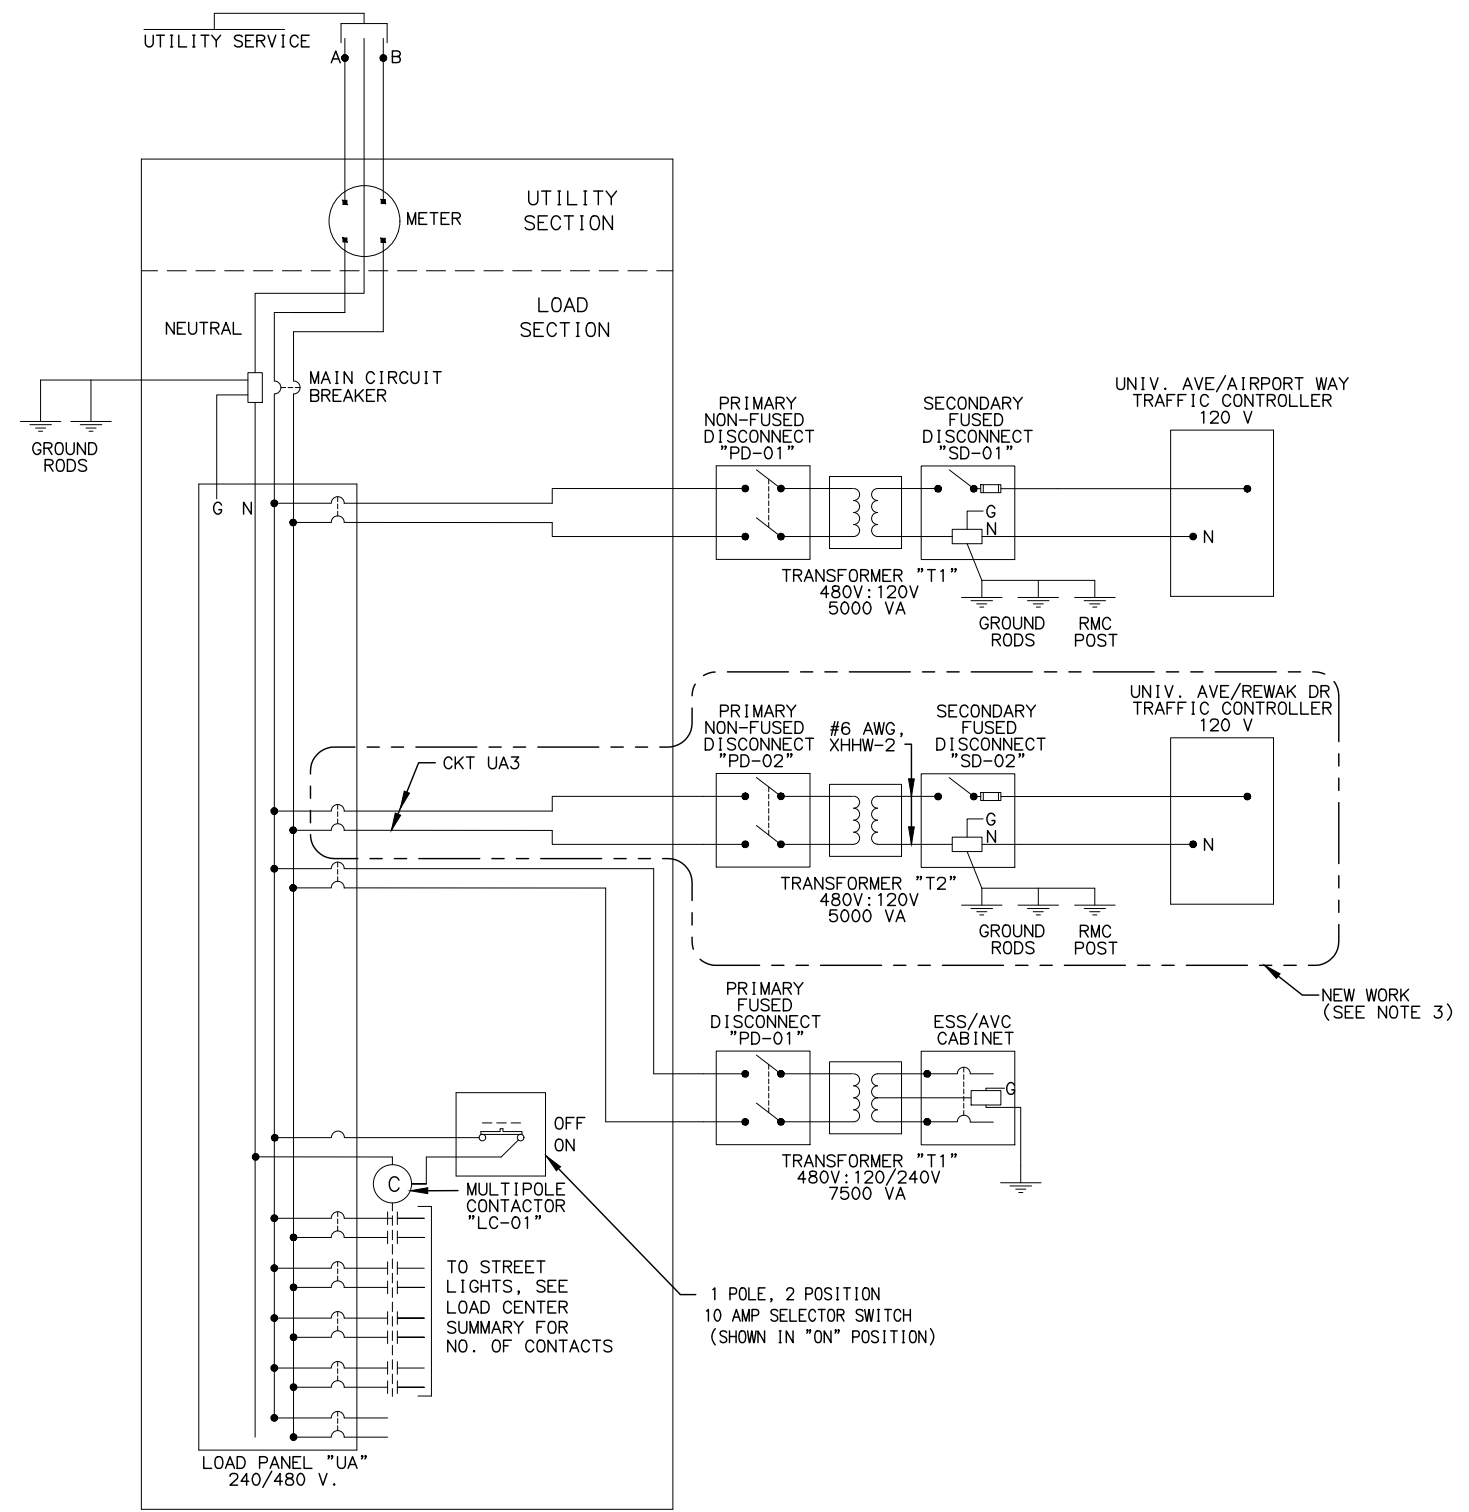 UTILITY SERVICE
A
B
METER
UTILITY
SECTION
LOAD
SECTION
NEUTRAL
MAIN CIRCUIT
BREAKER
GROUND
RODS
G
N
PRIMARY
NON-FUSED
DISCONNECT
"PD-01"
SECONDARY
FUSED
DISCONNECT
"SD-01"
UNIV. AVE/AIRPORT WAY
TRAFFIC CONTROLLER
120 V
G
N
N
TRANSFORMER "T1"
480V:120V
5000 VA
GROUND
RODS
RMC
POST
PRIMARY
NON-FUSED
DISCONNECT
"PD-02"
#6 AWG,
XHHW-2
SECONDARY
FUSED
DISCONNECT
"SD-02"
UNIV. AVE/REWAK DR
TRAFFIC CONTROLLER
120 V
CKT UA3
G
N
N
TRANSFORMER "T2"
480V:120V
5000 VA
GROUND
RODS
RMC
POST
NEW WORK
(SEE NOTE 3)
PRIMARY
FUSED
DISCONNECT
"PD-01"
ESS/AVC
CABINET
G
TRANSFORMER "T1"
480V:120/240V
7500 VA
OFF
ON
C
MULTIPOLE
CONTACTOR
"LC-01"
TO STREET
LIGHTS, SEE
LOAD CENTER
SUMMARY FOR
NO. OF CONTACTS
1 POLE, 2 POSITION
10 AMP SELECTOR SWITCH
(SHOWN IN "ON" POSITION)
LOAD PANEL "UA"
240/480 V.